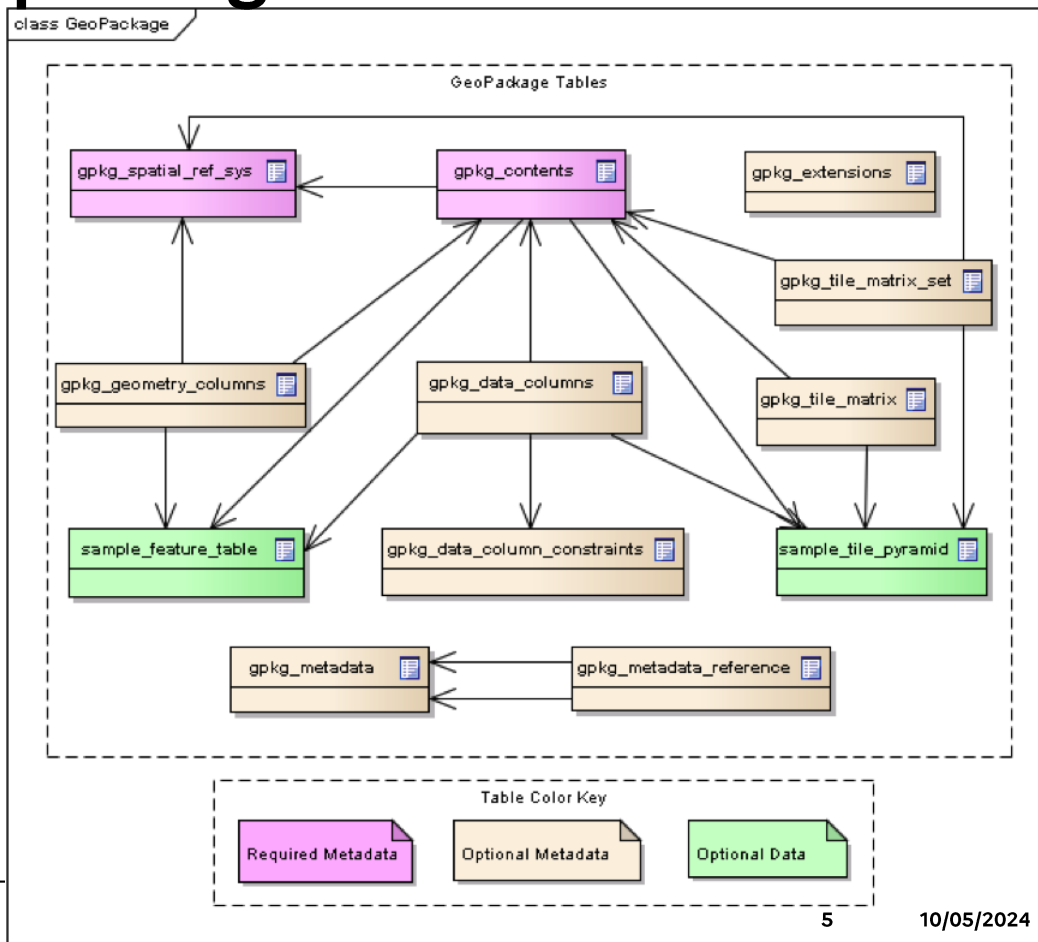 class GeoPackage
GeoPackage Tables
gpkg_spatial_ref_sys
gpkg_contents
gpkg_extensions
gpkg_tile_matrix_set
gpkg_geometry_columns
gpkg_data_columns
gpkg_tile_matrix
sample_feature_table
gpkg_data_column_constraints
sample_tile_pyramid
gpkg_metadata
gpkg_metadata_reference
Table Color Key
Required Metadata
Optional Metadata
Optional Data
5
10/05/2024